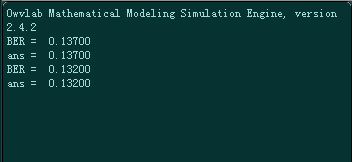 Owvlab Mathematical Modeling Simulation Engine, version
2.4.2
BER =  0.13700
ans =  0.13700
BER =  0.13200
ans =  0.13200